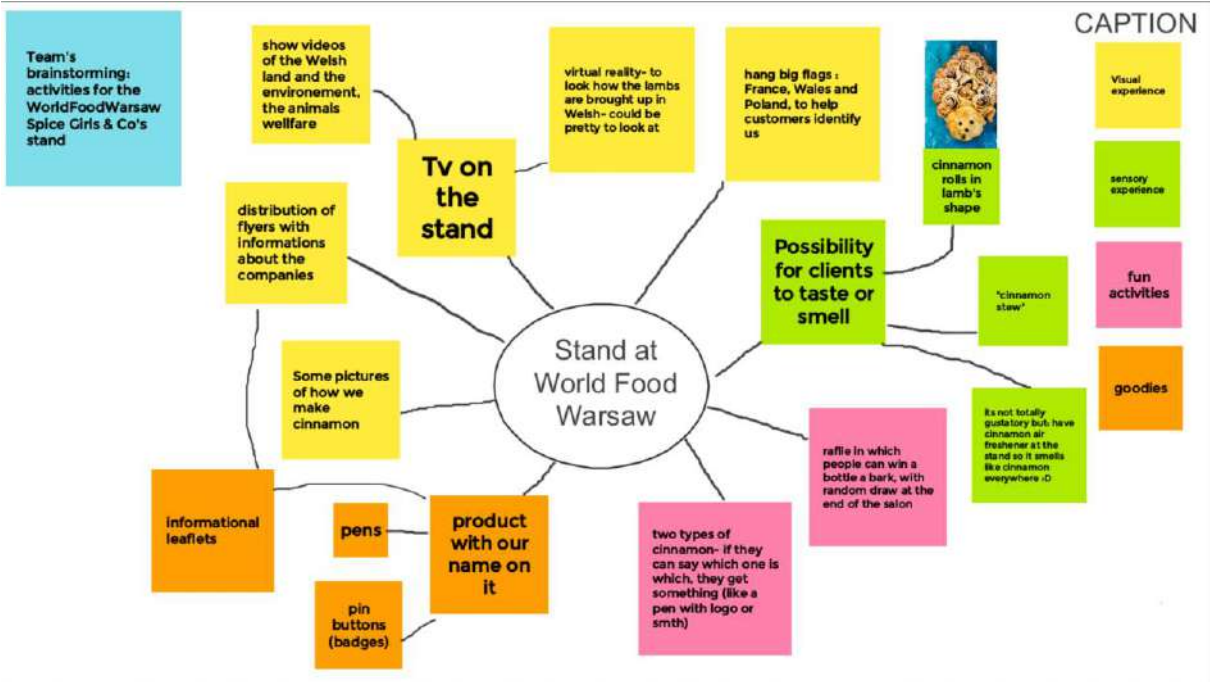 CAPTION
Team's
brainstorming:
activities for the
WorldFoodWarsaw
Spice Girls & Co's
stand
show videos
of the Welsh
land and the
environement,
the animals
wellfare
virtual reality- to
look how the lambs
are brought up in
Welsh- could be
pretty to look at
hang big flags :
France, Wales and
Poland, to help
customers identify
us
Visual
experience
Tv on
the
stand
cinnamon
rolls in
lamb's
shape
sensory
experience
distribution of
flyers with
informations
about the
companies
Possibility
for clients
to taste or
smell
"cinnamon
stew"
fun
activities
Stand at
World Food
Warsaw
Some pictures
of how we
make
cinnamon
goodies
its not totally
gustatory but: have
cinnamon air
freshener at the
stand so it smells
like cinnamon
everywhere :D
raffle in which
people can win a
bottle a bark, with
random draw at the
end of the salon
informational
leaflets
pens
product
with our
name on
it
two types of
cinnamon- if they
can say which one is
which, they get
something (like a
pen with logo or
smth)
pin
buttons
(badges)